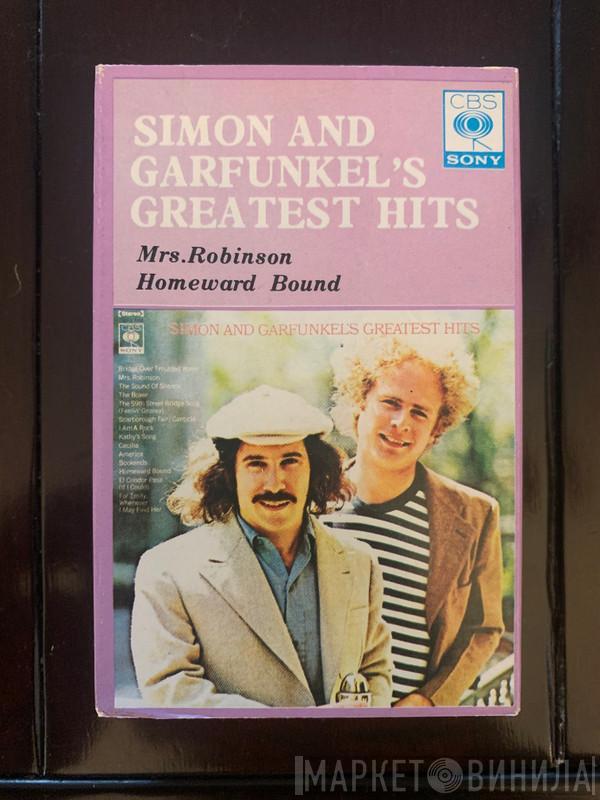 SIMON AND
GARFUNKEL'S
GREATEST HITS
CBS
SONY
Mrs.Robinson
Homeward Bound
[Stereo]
CBS
SONY
SIMON AND GARFUNKEL'S GREATEST HITS
Bridge Over Troubled Water
Mrs. Robinson
The Sound Of Silence
The Boxer
The 59th Street Bridge Song
(Feelin' Groovy)
Scarborough Fair/Canticle
I Am A Rock
Kathy's Song
Cecilia
America
Bookends
Homeward Bound
El Condor Pasa
(If I Could)
For Emily,
Whenever
I May Find Her
МАРКЕТ ВИНИЛА